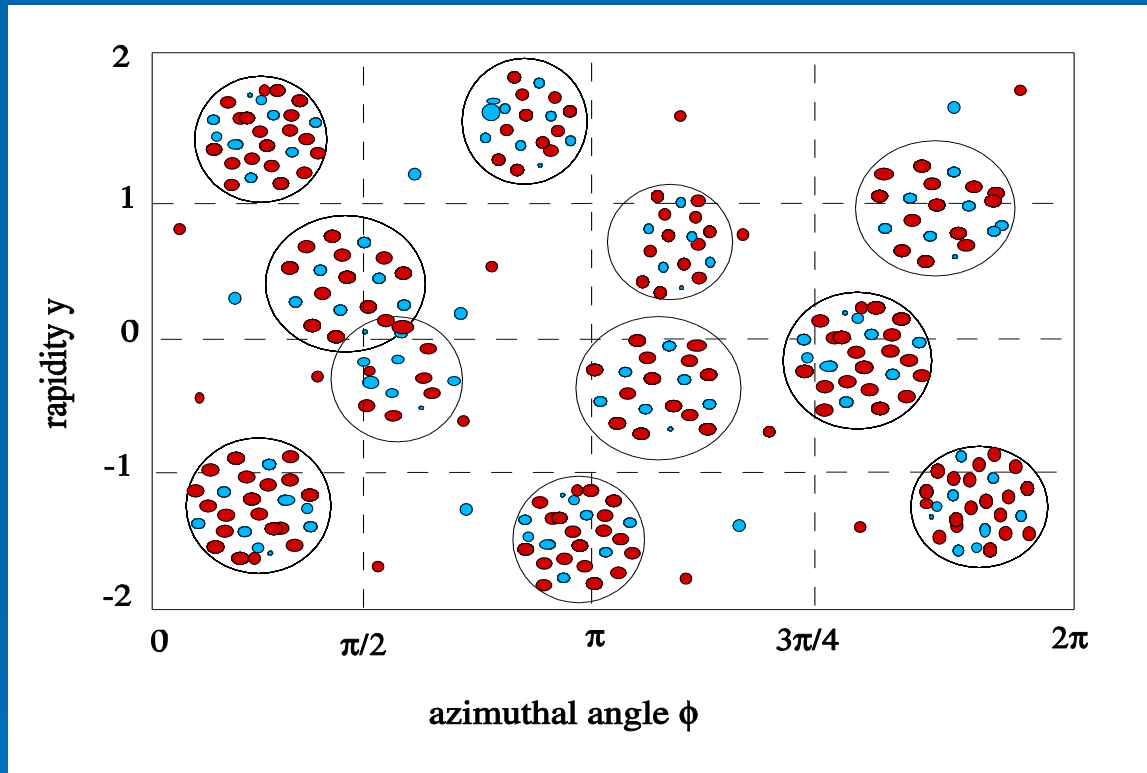 2
1
0
-1
-2
rapidity y
0
π/2
π
3π/4
2π
azimuthal angle ϕ